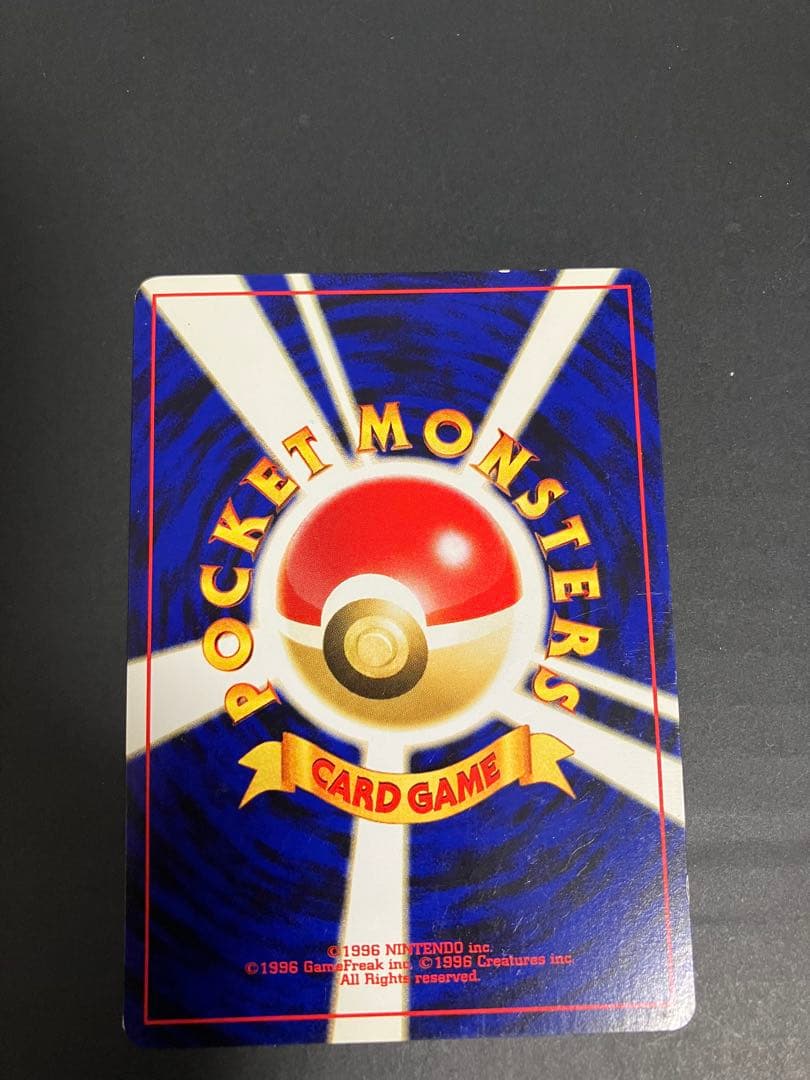 POCKET MONSTERS
CARD GAME
©1996 NINTENDO inc.
©1996 GameFreak inc. ©1996 Creatures inc.
All Rights reserved.